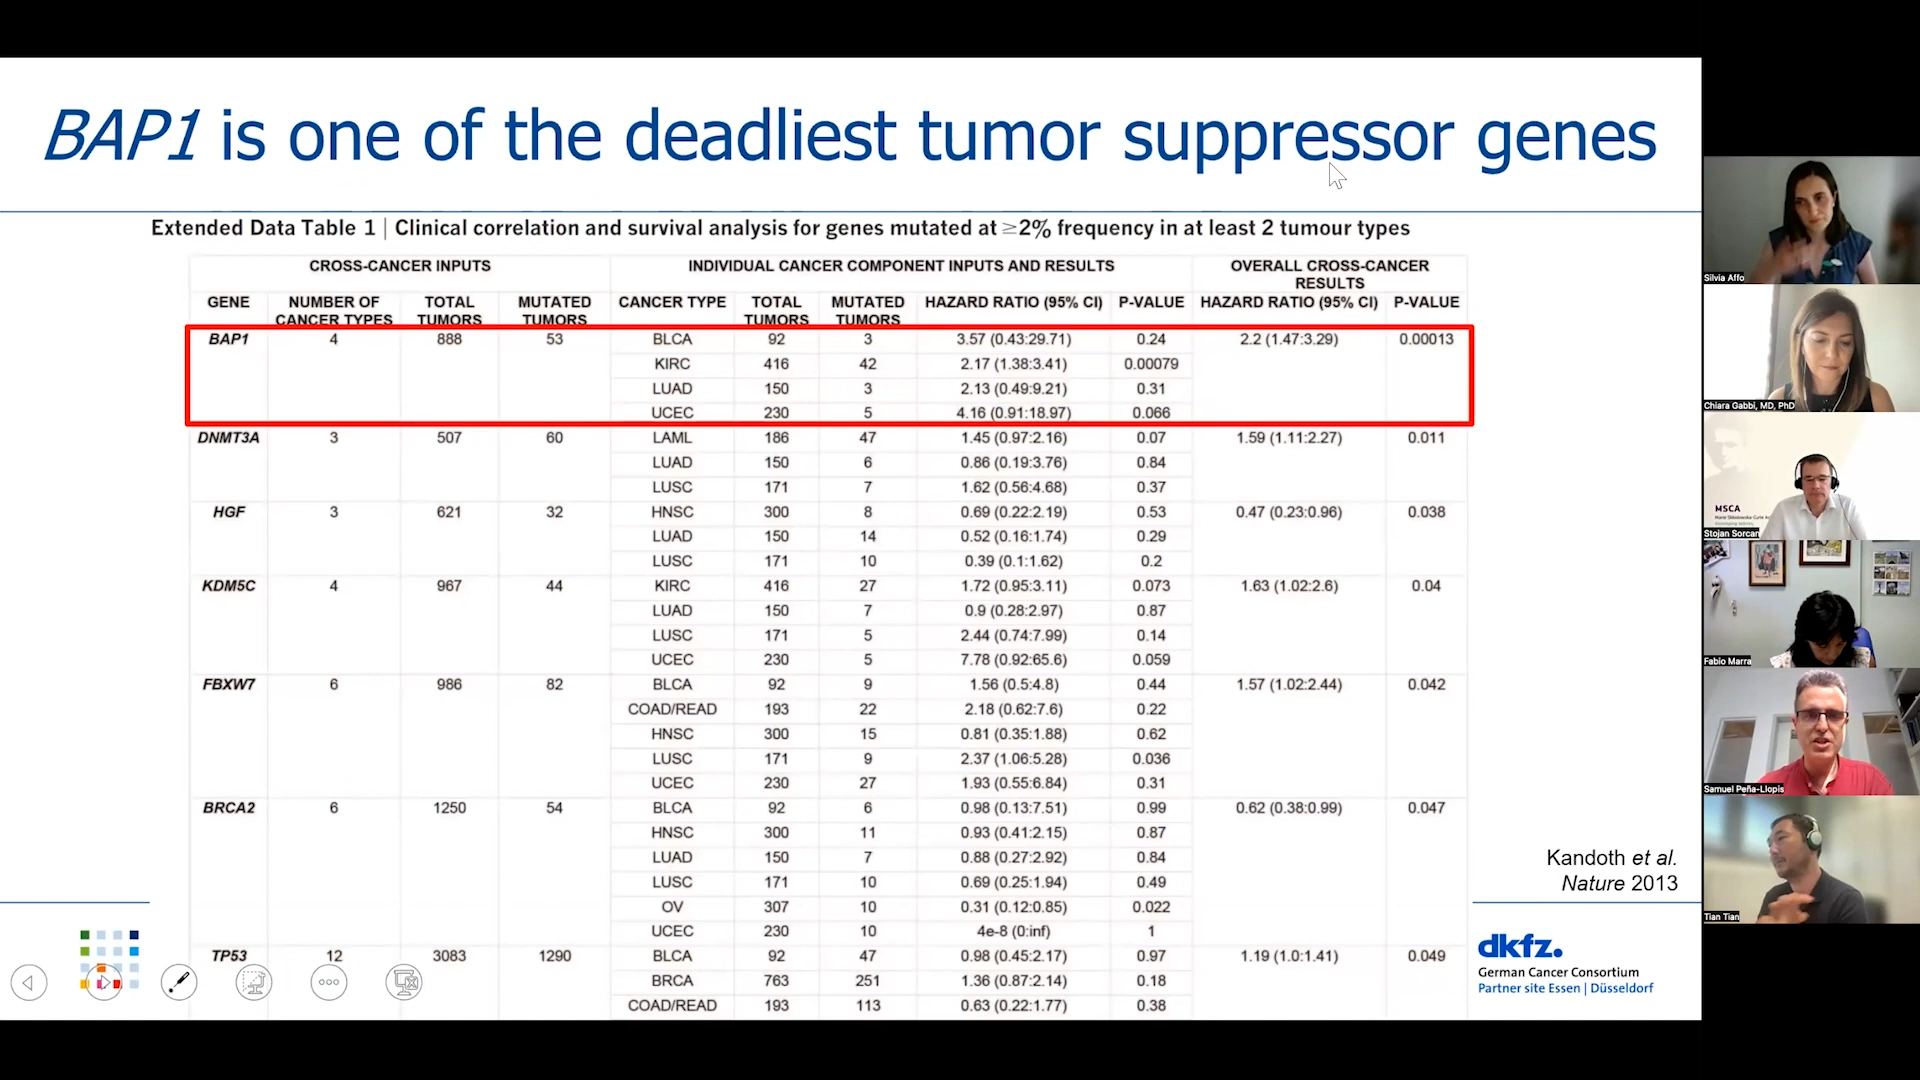 BAP1 is one of the deadliest tumor suppressor genes
Extended Data Table 1 | Clinical correlation and survival analysis for genes mutated at ≥2% frequency in at least 2 tumour types
CROSS-CANCER INPUTS INDIVIDUAL CANCER COMPONENT INPUTS AND RESULTS OVERALL CROSS-CANCER RESULTS
GENE NUMBER OF CANCER TYPES TOTAL TUMORS MUTATED TUMORS CANCER TYPE TOTAL TUMORS MUTATED TUMORS HAZARD RATIO (95% CI) P-VALUE HAZARD RATIO (95% CI) P-VALUE
BAP1 4 888 53 BLCA 92 3 3.57 (0.43:29.71) 0.24 2.2 (1.47:3.29) 0.00013
KIRC 416 42 2.17 (1.38:3.41) 0.00079
LUAD 150 3 2.13 (0.49:9.21) 0.31
UCEC 230 5 4.16 (0.91:18.97) 0.066
DNMT3A 3 507 60 LAML 186 47 1.45 (0.97:2.16) 0.07 1.59 (1.11:2.27) 0.011
LUAD 150 6 0.86 (0.19:3.76) 0.84
LUSC 171 7 1.62 (0.56:4.68) 0.37
HGF 3 621 32 HNSC 300 8 0.69 (0.22:2.19) 0.53 0.47 (0.23:0.96) 0.038
LUAD 150 14 0.52 (0.16:1.74) 0.29
LUSC 171 10 0.39 (0.1:1.62) 0.2
KDM5C 4 967 44 KIRC 416 27 1.72 (0.95:3.11) 0.073 1.63 (1.02:2.6) 0.04
LUAD 150 7 0.9 (0.28:2.97) 0.87
LUSC 171 5 2.44 (0.74:7.99) 0.14
UCEC 230 5 7.78 (0.92:65.6) 0.059
FBXW7 6 986 82 BLCA 92 9 1.56 (0.5:4.8) 0.44 1.57 (1.02:2.44) 0.042
COAD/READ 193 22 2.18 (0.62:7.6) 0.22
HNSC 300 15 0.81 (0.35:1.88) 0.62
LUSC 171 9 2.37 (1.06:5.28) 0.036
UCEC 230 27 1.93 (0.55:6.84) 0.31
BRCA2 6 1250 54 BLCA 92 6 0.98 (0.13:7.51) 0.99 0.62 (0.38:0.99) 0.047
HNSC 300 11 0.93 (0.41:2.15) 0.87
LUAD 150 7 0.88 (0.27:2.92) 0.84
LUSC 171 10 0.69 (0.25:1.94) 0.49
OV 307 10 0.31 (0.12:0.85) 0.022
UCEC 230 10 4e-8 (0:inf) 1
TP53 12 3083 1290 BLCA 92 47 0.98 (0.45:2.17) 0.97 1.19 (1.0:1.41) 0.049
BRCA 763 251 1.36 (0.87:2.14) 0.18
COAD/READ 193 113 0.63 (0.22:1.77) 0.38
Kandoth et al.
Nature 2013
dkfz.
German Cancer Consortium
Partner site Essen | Düsseldorf
Silvia Affo
Chiara Gabbi, MD, PhD
MSCA
Stojan Sorcan
Fabio Marra
Samuel Peña-Llopis
Tian Tian